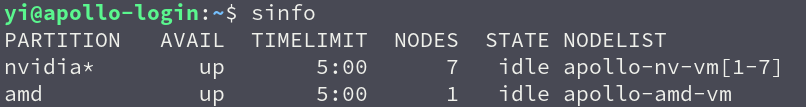 yi@apollo-login:~$ sinfo
PARTITION AVAIL TIMELIMIT NODES STATE NODELIST
nvidia* up 5:00 7 idle apollo-nv-vm[1-7]
amd up 5:00 1 idle apollo-amd-vm